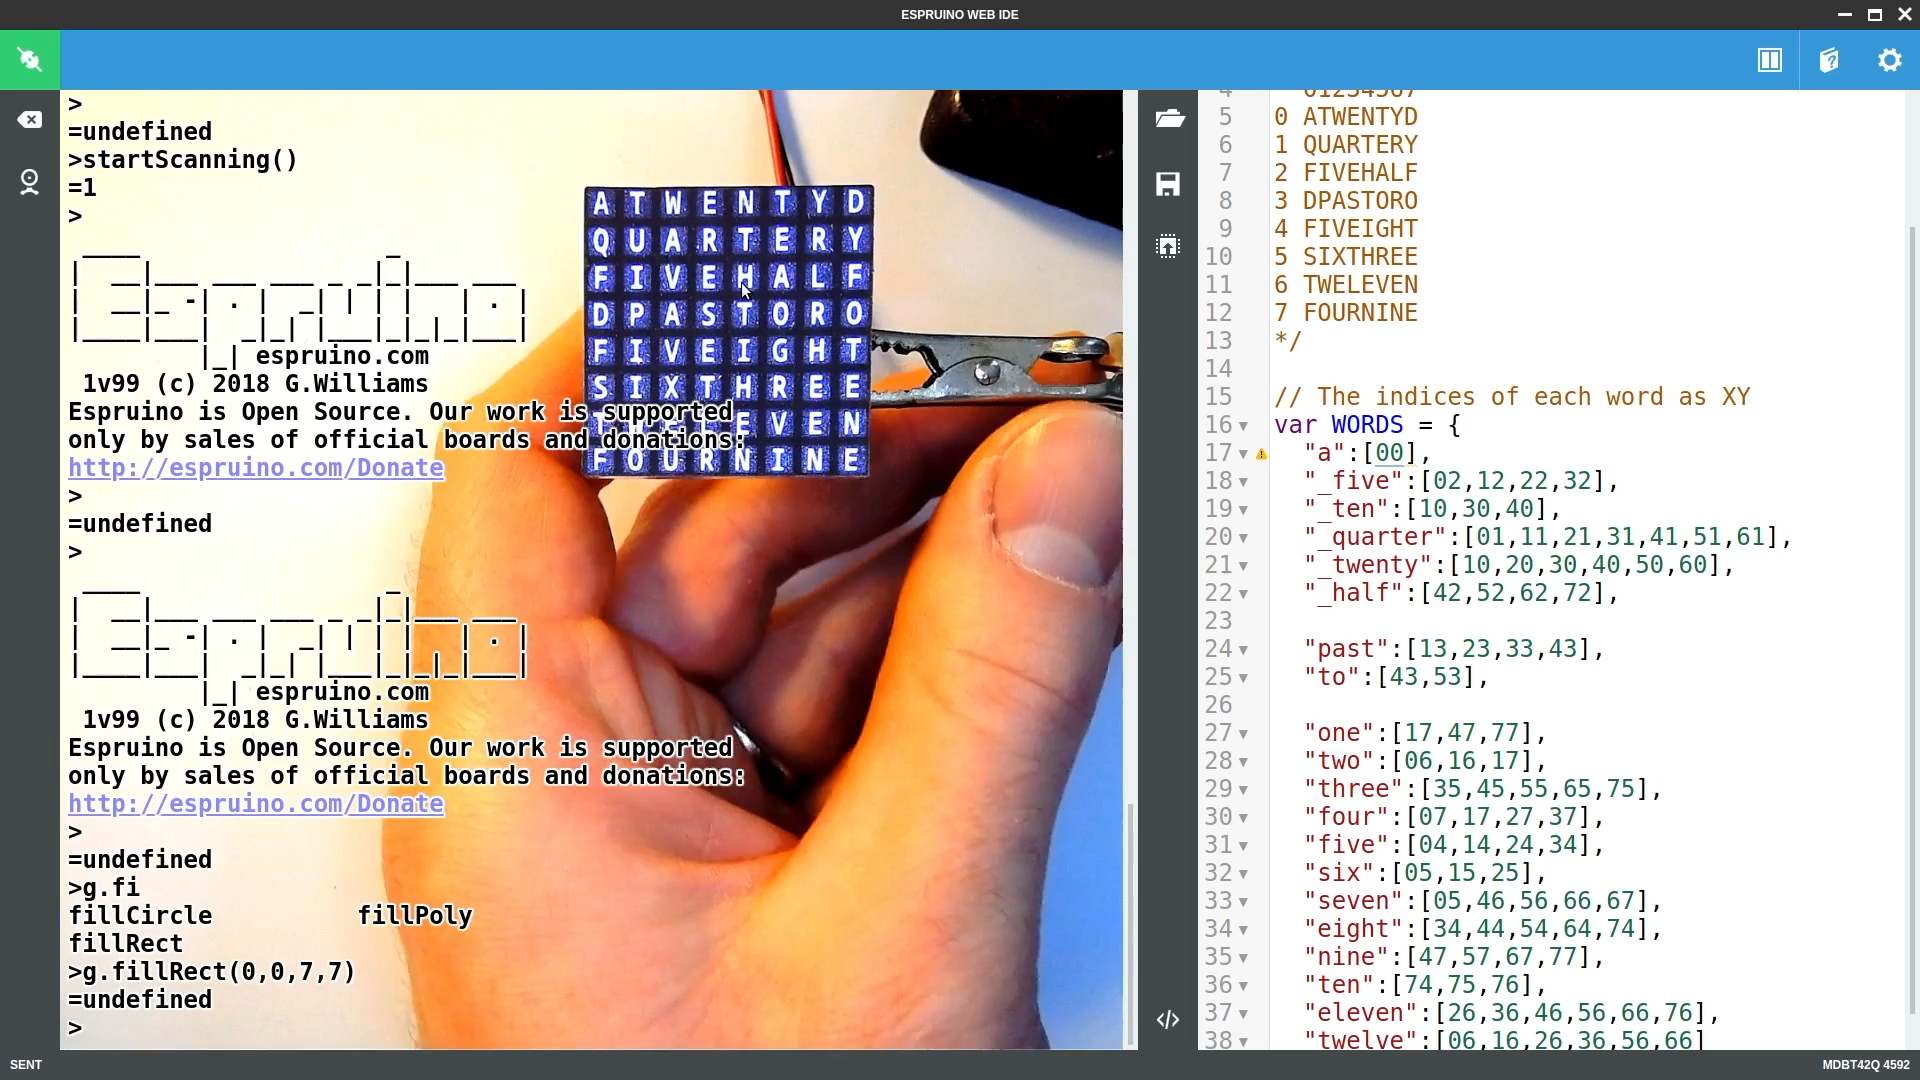 ESPRUINO WEB IDE
>
=undefined
>startScanning()
=1
>
espruino.com
1v99 (c) 2018 G.Williams
Espruino is Open Source. Our work is supported
only by sales of official boards and donations:
http://espruino.com/Donate
>
=undefined
>
espruino.com
1v99 (c) 2018 G.Williams
Espruino is Open Source. Our work is supported
only by sales of official boards and donations:
http://espruino.com/Donate
>
=undefined
>g.fi
fillCircle fillPoly
fillRect
>g.fillRect(0,0,7,7)
=undefined
>
A T W E N T Y D
Q U A R T E R Y
F I V E H A L F
D P A S T O R O
F I V E I G H T
S I X T H R E E
T W E L E V E N
F O U R N I N E
4 01234567
5 0 ATWENTYD
6 1 QUARTERY
7 2 FIVEHALF
8 3 DPASTORO
9 4 FIVEIGHT
10 5 SIXTHREE
11 6 TWELEVEN
12 7 FOURNINE
13 */
14
15 // The indices of each word as XY
16 var WORDS = {
17 "a":[00],
18 "_five":[02,12,22,32],
19 "_ten":[10,30,40],
20 "_quarter":[01,11,21,31,41,51,61],
21 "_twenty":[10,20,30,40,50,60],
22 "_half":[42,52,62,72],
23
24 "past":[13,23,33,43],
25 "to":[43,53],
26
27 "one":[17,47,77],
28 "two":[06,16,17],
29 "three":[35,45,55,65,75],
30 "four":[07,17,27,37],
31 "five":[04,14,24,34],
32 "six":[05,15,25],
33 "seven":[05,46,56,66,67],
34 "eight":[34,44,54,64,74],
35 "nine":[47,57,67,77],
36 "ten":[74,75,76],
37 "eleven":[26,36,46,56,66,76],
38 "twelve":[06,16,26,36,56,66]
SENT
MDBT42Q 4592